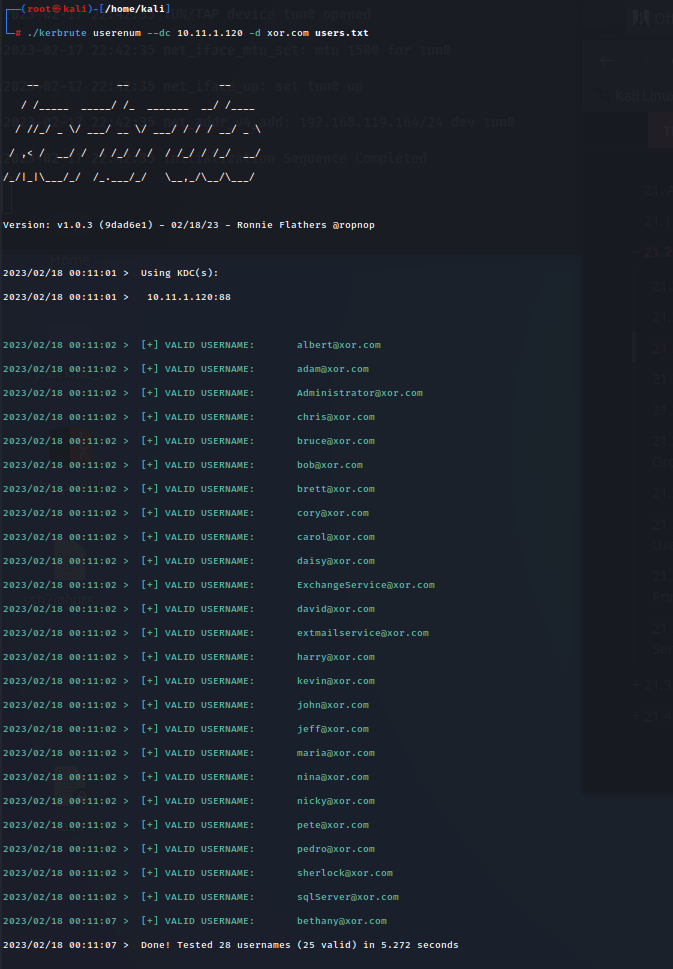 (root㉿kali)-[/home/kali]
# ./kerbrute userenum --dc 10.11.1.120 -d xor.com users.txt
    __             __               __
   / /_____  _____/ /_  _______  __/ /____
  / //_/ _ \/ ___/ __ \/ ___/ / / / __/ _ \
 / ,< /  __/ /  / /_/ / /  / /_/ / /_/  __/
/_/|_|\___/_/  /_.___/_/   \__,_/\__/\___/
Version: v1.0.3 (9dad6e1) - 02/18/23 - Ronnie Flathers @ropnop
2023/02/18 00:11:01 >  Using KDC(s):
2023/02/18 00:11:01 >   10.11.1.120:88
2023/02/18 00:11:02 >  [+] VALID USERNAME:       albert@xor.com
2023/02/18 00:11:02 >  [+] VALID USERNAME:       adam@xor.com
2023/02/18 00:11:02 >  [+] VALID USERNAME:       Administrator@xor.com
2023/02/18 00:11:02 >  [+] VALID USERNAME:       chris@xor.com
2023/02/18 00:11:02 >  [+] VALID USERNAME:       bruce@xor.com
2023/02/18 00:11:02 >  [+] VALID USERNAME:       bob@xor.com
2023/02/18 00:11:02 >  [+] VALID USERNAME:       brett@xor.com
2023/02/18 00:11:02 >  [+] VALID USERNAME:       cory@xor.com
2023/02/18 00:11:02 >  [+] VALID USERNAME:       carol@xor.com
2023/02/18 00:11:02 >  [+] VALID USERNAME:       daisy@xor.com
2023/02/18 00:11:02 >  [+] VALID USERNAME:       ExchangeService@xor.com
2023/02/18 00:11:02 >  [+] VALID USERNAME:       david@xor.com
2023/02/18 00:11:02 >  [+] VALID USERNAME:       extmailservice@xor.com
2023/02/18 00:11:02 >  [+] VALID USERNAME:       harry@xor.com
2023/02/18 00:11:02 >  [+] VALID USERNAME:       kevin@xor.com
2023/02/18 00:11:02 >  [+] VALID USERNAME:       john@xor.com
2023/02/18 00:11:02 >  [+] VALID USERNAME:       jeff@xor.com
2023/02/18 00:11:02 >  [+] VALID USERNAME:       maria@xor.com
2023/02/18 00:11:02 >  [+] VALID USERNAME:       nina@xor.com
2023/02/18 00:11:02 >  [+] VALID USERNAME:       nicky@xor.com
2023/02/18 00:11:02 >  [+] VALID USERNAME:       pete@xor.com
2023/02/18 00:11:02 >  [+] VALID USERNAME:       pedro@xor.com
2023/02/18 00:11:02 >  [+] VALID USERNAME:       sherlock@xor.com
2023/02/18 00:11:02 >  [+] VALID USERNAME:       sqlServer@xor.com
2023/02/18 00:11:07 >  [+] VALID USERNAME:       bethany@xor.com
2023/02/18 00:11:07 >  Done! Tested 28 usernames (25 valid) in 5.272 seconds